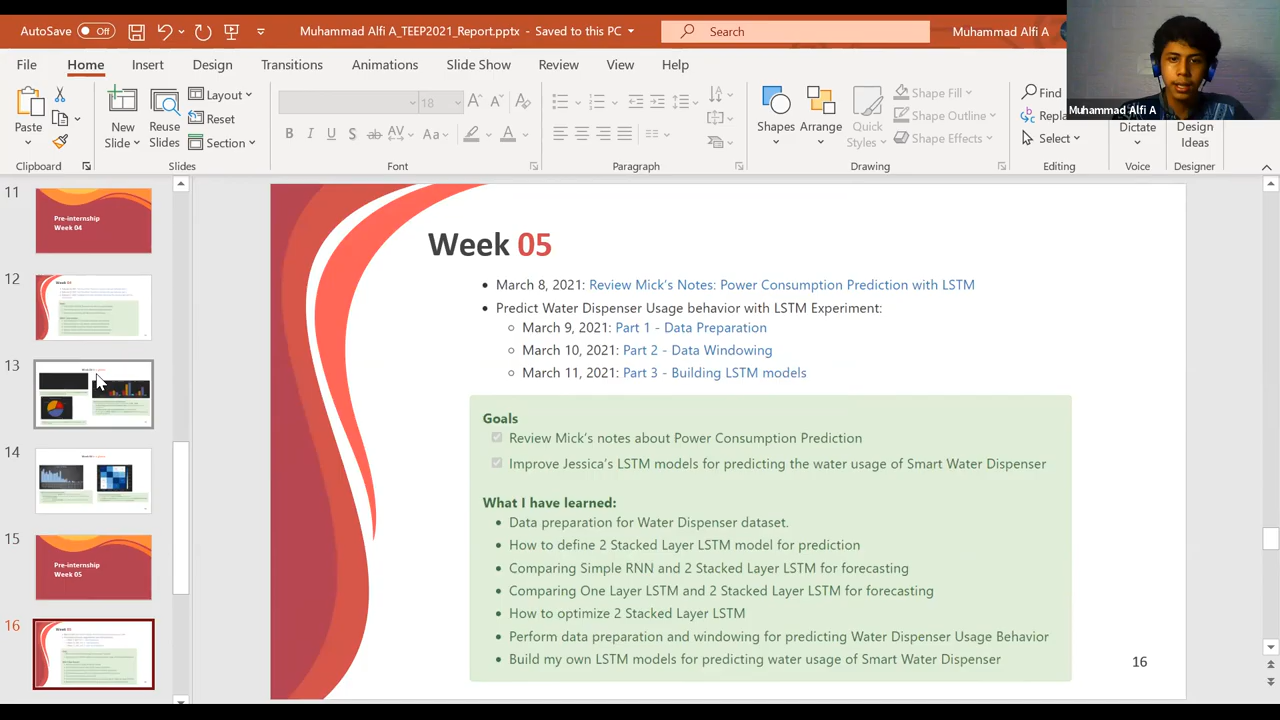 AutoSave Off Muhammad Alfi A_TEEP2021_Report.pptx - Saved to this PC Search Muhammad Alfi A
File Home Insert Design Transitions Animations Slide Show Review View Help
Muhammad Alfi A
Paste
New Slide
Reuse Slides
Layout
Reset
Section
18
Aa
Shapes
Arrange
Quick Styles
Shape Fill
Shape Outline
Shape Effects
Find
Select
Dictate
Design Ideas
Clipboard Slides Font Paragraph Drawing Editing Voice Designer
11
Pre-internship
Week 04
12
13
14
15
Pre-internship
Week 05
16
Week 05
• March 8, 2021: Review Mick's Notes: Power Consumption Prediction with LSTM
• Predict Water Dispenser Usage behavior with LSTM Experiment:
○ March 9, 2021: Part 1 - Data Preparation
○ March 10, 2021: Part 2 - Data Windowing
○ March 11, 2021: Part 3 - Building LSTM models
Goals
Review Mick's notes about Power Consumption Prediction
Improve Jessica's LSTM models for predicting the water usage of Smart Water Dispenser
What I have learned:
• Data preparation for Water Dispenser dataset.
• How to define 2 Stacked Layer LSTM model for prediction
• Comparing Simple RNN and 2 Stacked Layer LSTM for forecasting
• Comparing One Layer LSTM and 2 Stacked Layer LSTM for forecasting
• How to optimize 2 Stacked Layer LSTM
• Perform data preparation and windowing for predicting Water Dispenser Usage Behavior
• Build my own LSTM models for predicting water usage of Smart Water Dispenser
16